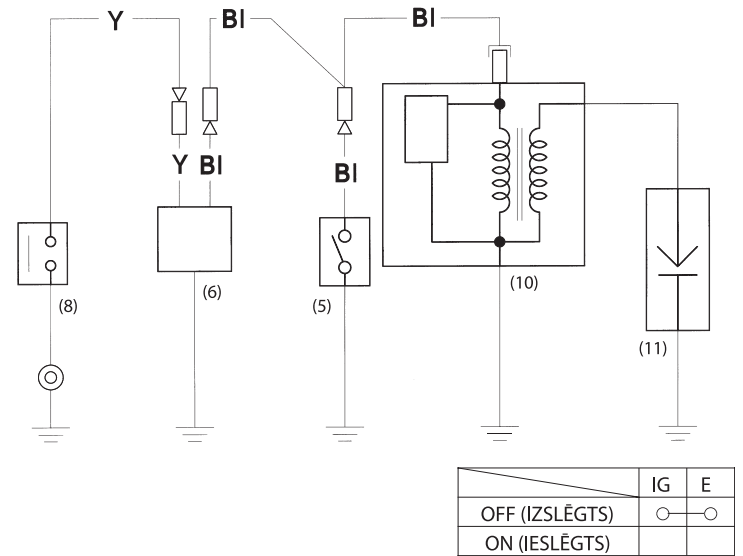 Y
Bl
Bl
Y Bl
Bl
(8)
(6)
(5)
(10)
(11)
IG E
OFF (IZSLĒGTS)
ON (IESLĒGTS)